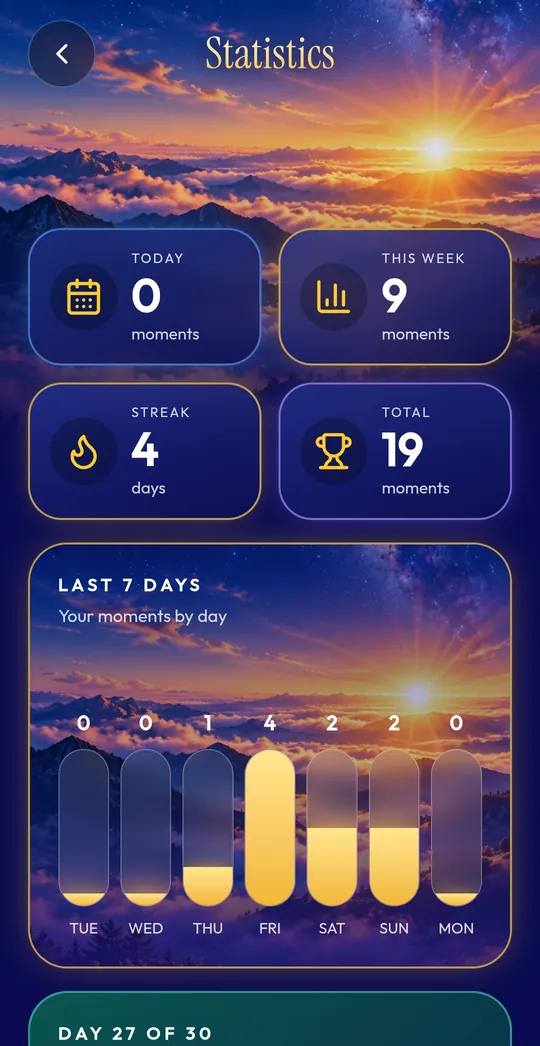 Statistics
TODAY
0
moments
THIS WEEK
9
moments
STREAK
4
days
TOTAL
19
moments
LAST 7 DAYS
Your moments by day
0 0 1 4 2 2 0
TUE WED THU FRI SAT SUN MON
DAY 27 OF 30